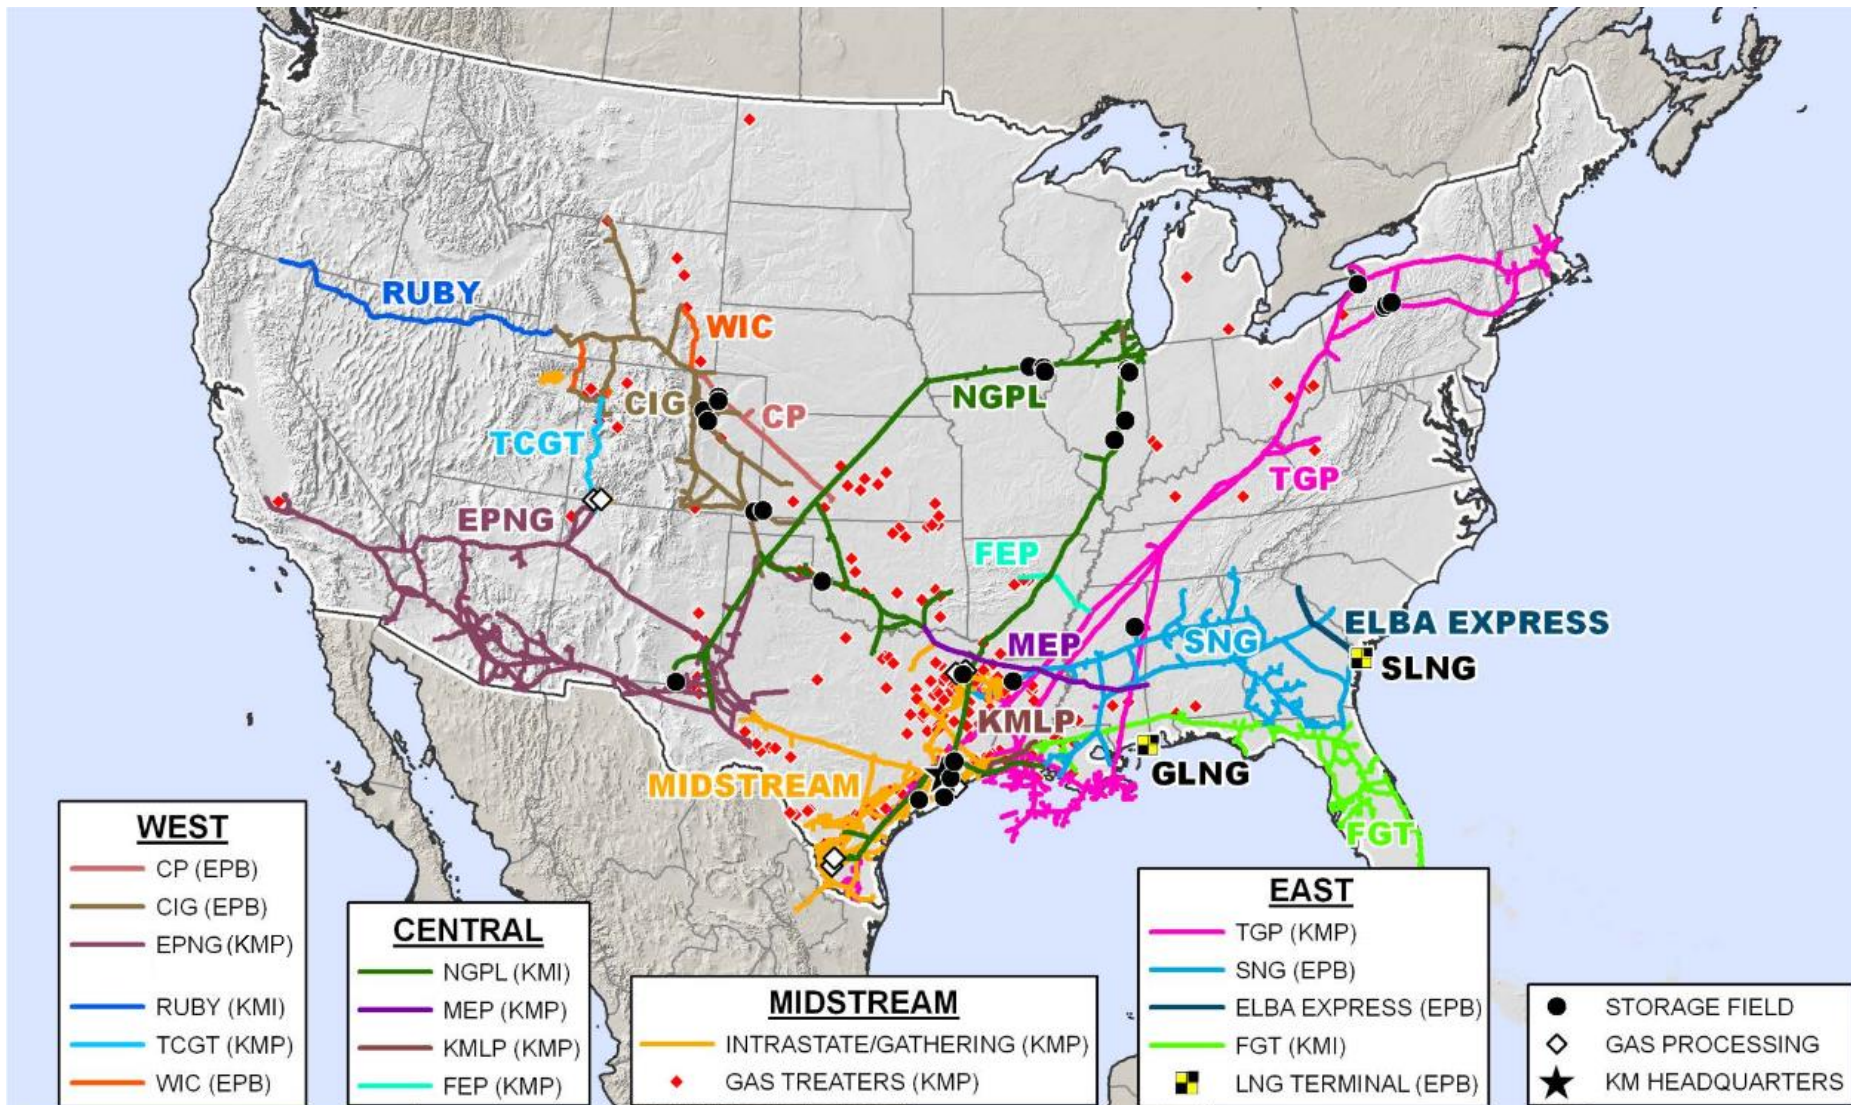 RUBY
WIC
CIG
CP
NGPL
TCGT
TGP
EPNG
FEP
ELBA EXPRESS
MEP
SNG
SLNG
KMLP
GLNG
MIDSTREAM
FGT
WEST
CP (EPB)
CIG (EPB)
EPNG (KMP)
RUBY (KMI)
TCGT (KMP)
WIC (EPB)
CENTRAL
NGPL (KMI)
MEP (KMP)
KMLP (KMP)
FEP (KMP)
MIDSTREAM
INTRASTATE/GATHERING (KMP)
GAS TREATERS (KMP)
EAST
TGP (KMP)
SNG (EPB)
ELBA EXPRESS (EPB)
FGT (KMI)
LNG TERMINAL (EPB)
STORAGE FIELD
GAS PROCESSING
KM HEADQUARTERS